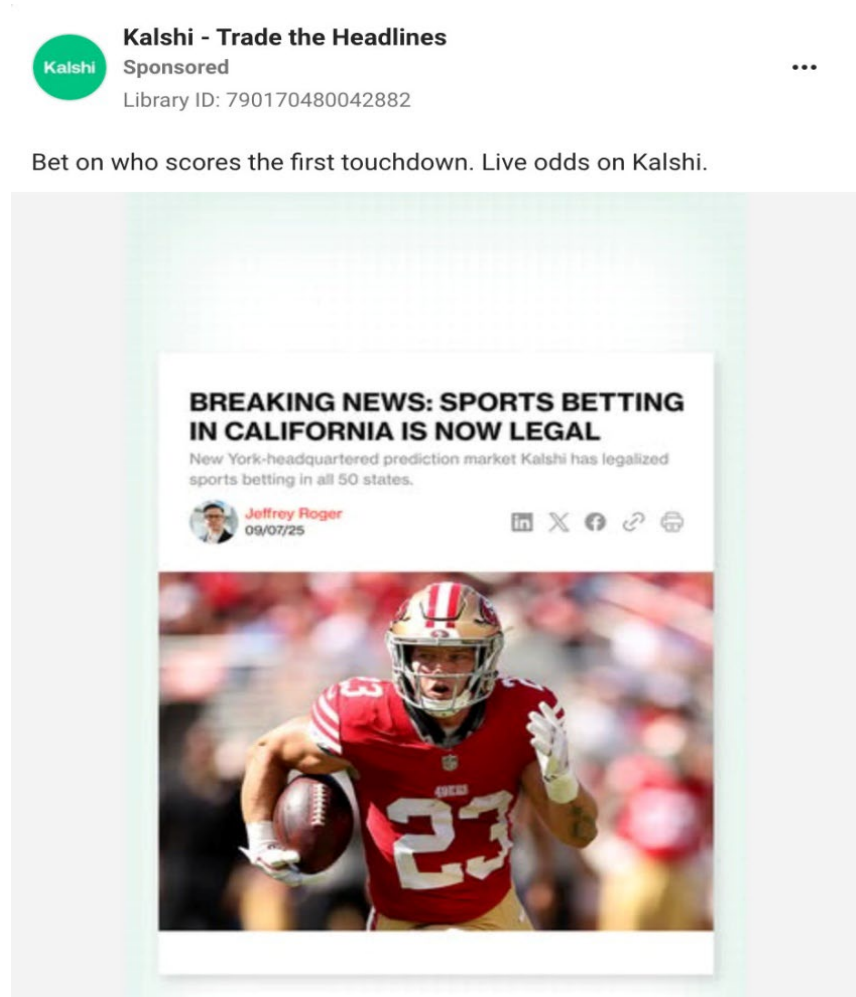 Kalshi
Kalshi - Trade the Headlines
Sponsored
Library ID: 790170480042882
Bet on who scores the first touchdown. Live odds on Kalshi.
BREAKING NEWS: SPORTS BETTING
IN CALIFORNIA IS NOW LEGAL
New York-headquartered prediction market Kalshi has legalized
sports betting in all 50 states.
Jeffrey Roger
09/07/25
23
49ERS
23